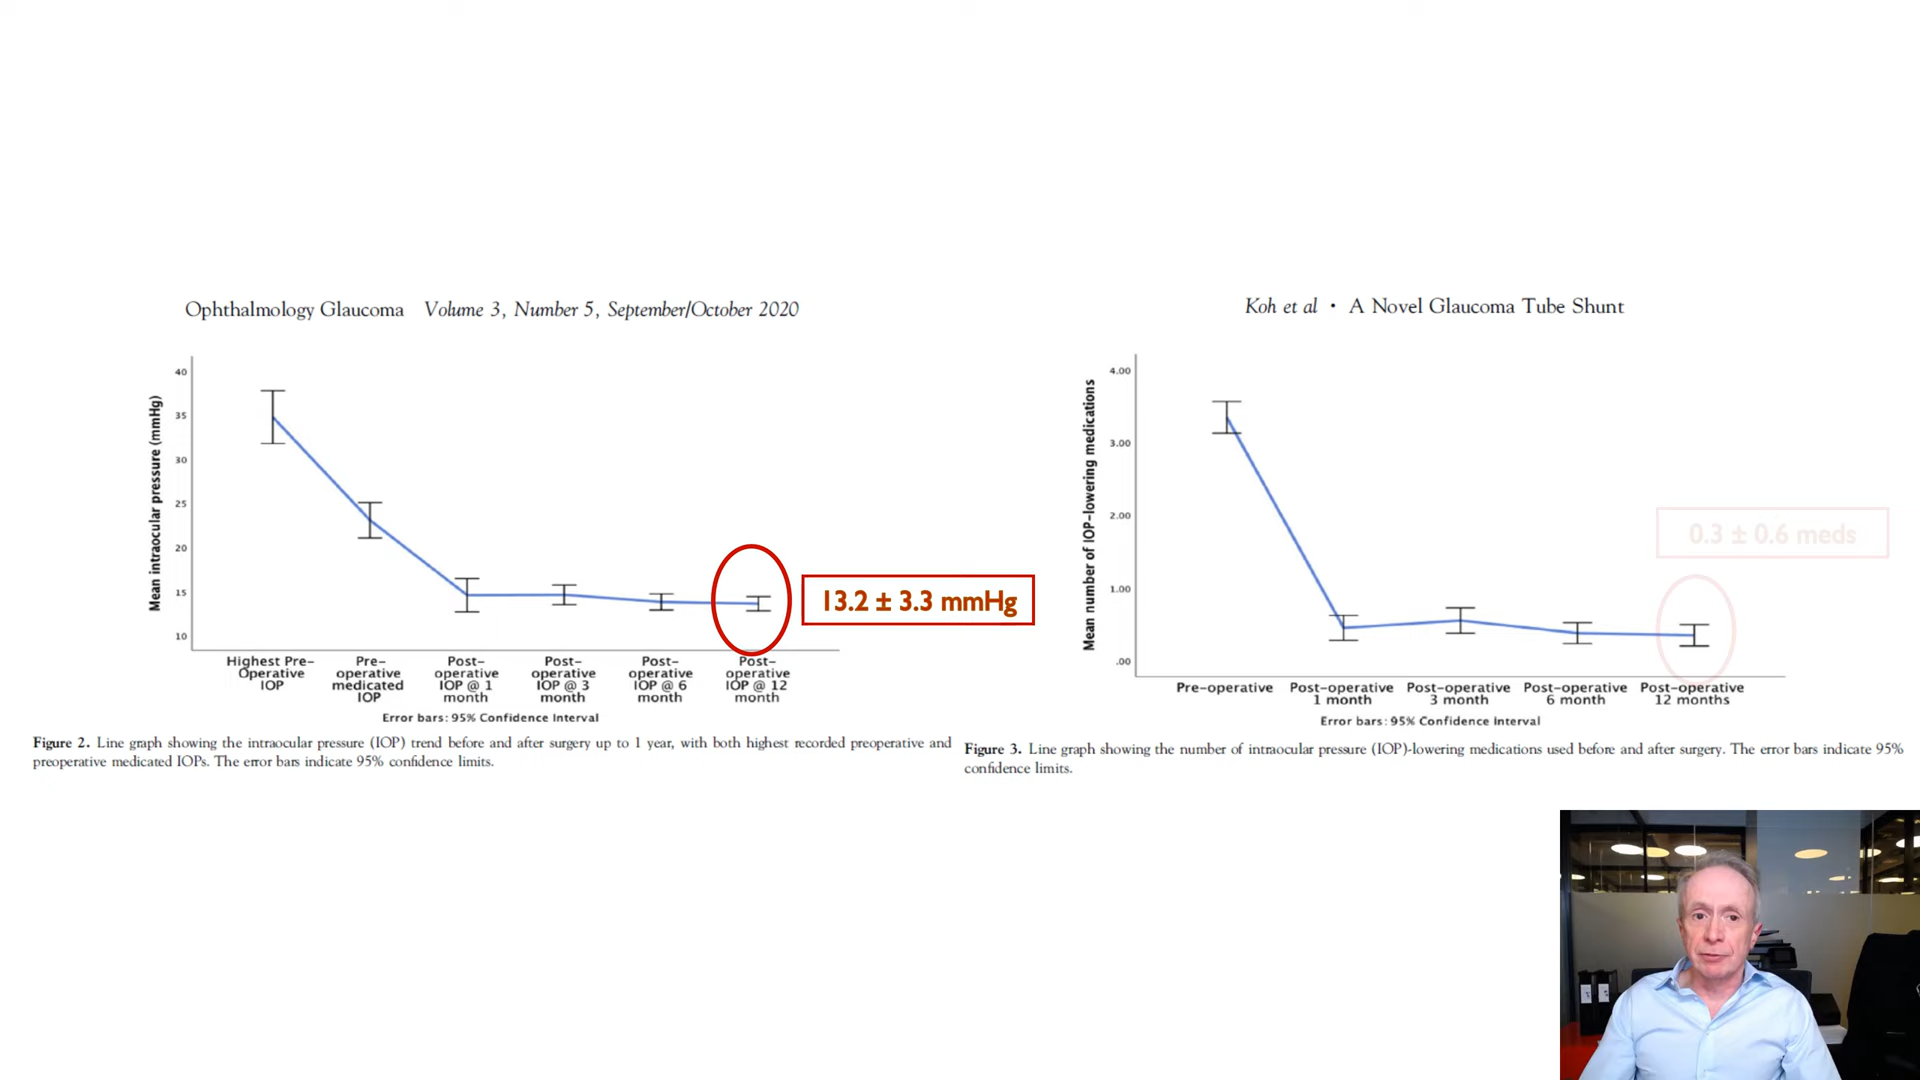 Ophthalmology Glaucoma Volume 3, Number 5, September/October 2020
Mean intraocular pressure (mmHg)
40
35
30
25
20
15
10
Highest Pre-
Operative
IOP
Pre-
operative
medicated
IOP
Post-
operative
IOP @ 1
month
Post-
operative
IOP @ 3
month
Post-
operative
IOP @ 6
month
Post-
operative
IOP @ 12
month
Error bars: 95% Confidence Interval
13.2 ± 3.3 mmHg
Figure 2. Line graph showing the intraocular pressure (IOP) trend before and after surgery up to 1 year, with both highest recorded preoperative and
preoperative medicated IOPs. The error bars indicate 95% confidence limits.
Koh et al • A Novel Glaucoma Tube Shunt
Mean number of IOP-lowering medications
4.00
3.00
2.00
1.00
.00
0.3 ± 0.6 meds
Pre-operative
Post-operative
1 month
Post-operative
3 month
Post-operative
6 month
Post-operative
12 months
Error bars: 95% Confidence Interval
Figure 3. Line graph showing the number of intraocular pressure (IOP)-lowering medications used before and after surgery. The error bars indicate 95%
confidence limits.